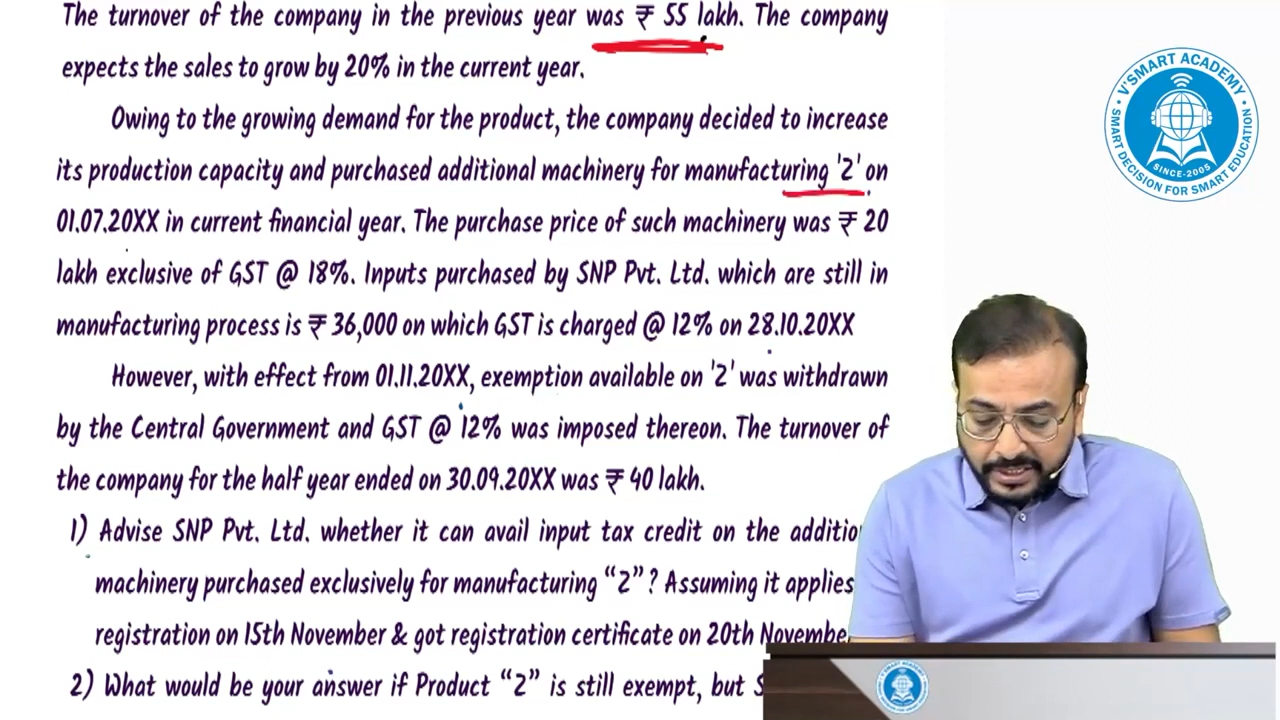 The turnover of the company in the previous year was ₹ 55 lakh. The company
expects the sales to grow by 20% in the current year.
Owing to the growing demand for the product, the company decided to increase
its production capacity and purchased additional machinery for manufacturing '2' on
01.07.20XX in current financial year. The purchase price of such machinery was ₹ 20
lakh exclusive of GST @ 18%. Inputs purchased by SNP Pvt. Ltd. which are still in
manufacturing process is ₹ 36,000 on which GST is charged @ 12% on 28.10.20XX
However, with effect from 01.11.20XX, exemption available on '2' was withdrawn
by the Central Government and GST @ 12% was imposed thereon. The turnover of
the company for the half year ended on 30.09.20XX was ₹ 40 lakh.
1) Advise SNP Pvt. Ltd. whether it can avail input tax credit on the
machinery purchased exclusively for manufacturing "2"? Assuming it applies
registration on 15th November & got registration certificate on 20th
2) What would be your answer if Product "2" is still exempt, but
V'SMART ACADEMY
SINCE-2005
SMART DECISION FOR SMART EDUCATION